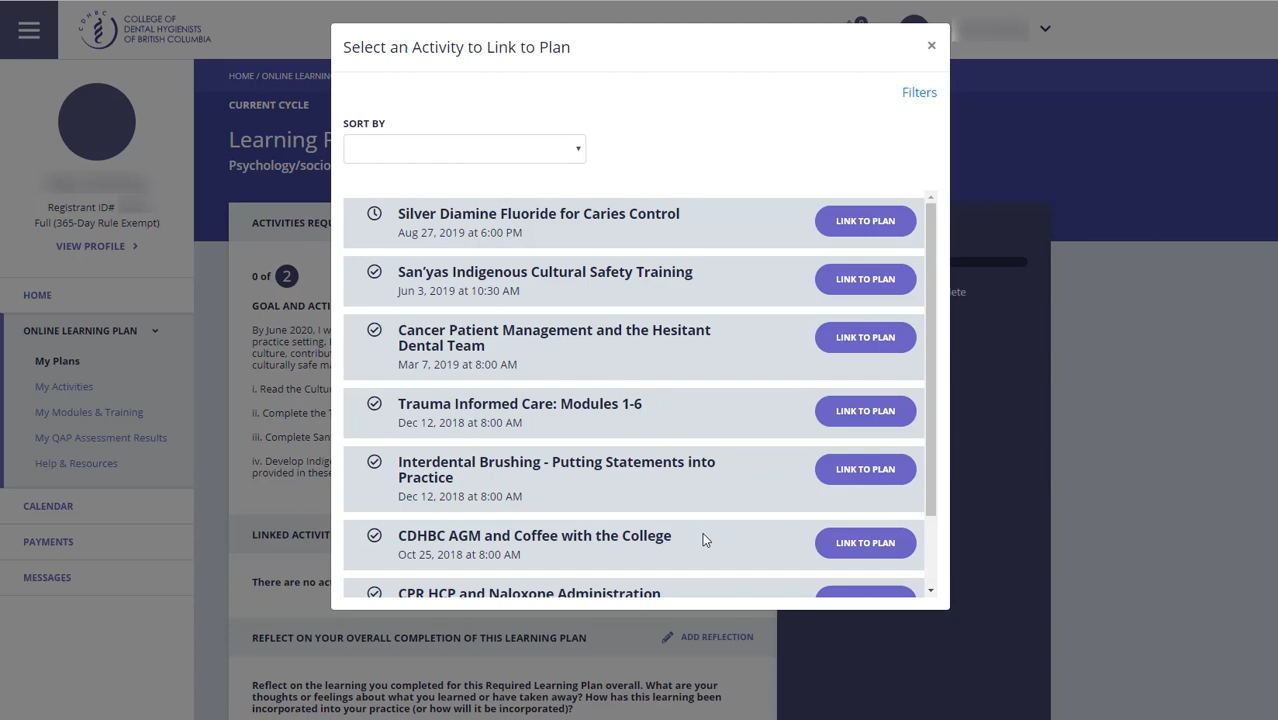 COLLEGE OF
DENTAL HYGIENISTS
OF BRITISH COLUMBIA
CDHBC
Registrant ID#
Full (365-Day Rule Exempt)
VIEW PROFILE
HOME
ONLINE LEARNING PLAN
My Plans
My Activities
My Modules & Training
My QAP Assessment Results
Help & Resources
CALENDAR
PAYMENTS
MESSAGES
HOME / ONLINE LEARNIN
CURRENT CYCLE
Learning P
Psychology/socio
ACTIVITIES REQU
0 of 2
GOAL AND ACTI
By June 2020, I w
practice setting. I
culture, contribut
culturally safe ma
i. Read the Cultu
ii. Complete the T
iii. Complete San
iv. Develop Indig
provided in these
LINKED ACTIVIT
There are no act
REFLECT ON YOUR OVERALL COMPLETION OF THIS LEARNING PLAN
ADD REFLECTION
Reflect on the learning you completed for this Required Learning Plan overall. What are your
thoughts or feelings about what you learned or have taken away? How has this learning been
incorporated into your practice (or how will it be incorporated)?
Select an Activity to Link to Plan
×
Filters
SORT BY
Silver Diamine Fluoride for Caries Control
Aug 27, 2019 at 6:00 PM
LINK TO PLAN
San'yas Indigenous Cultural Safety Training
Jun 3, 2019 at 10:30 AM
LINK TO PLAN
Cancer Patient Management and the Hesitant
Dental Team
Mar 7, 2019 at 8:00 AM
LINK TO PLAN
Trauma Informed Care: Modules 1-6
Dec 12, 2018 at 8:00 AM
LINK TO PLAN
Interdental Brushing - Putting Statements into
Practice
Dec 12, 2018 at 8:00 AM
LINK TO PLAN
CDHBC AGM and Coffee with the College
Oct 25, 2018 at 8:00 AM
LINK TO PLAN
CPR HCP and Naloxone Administration